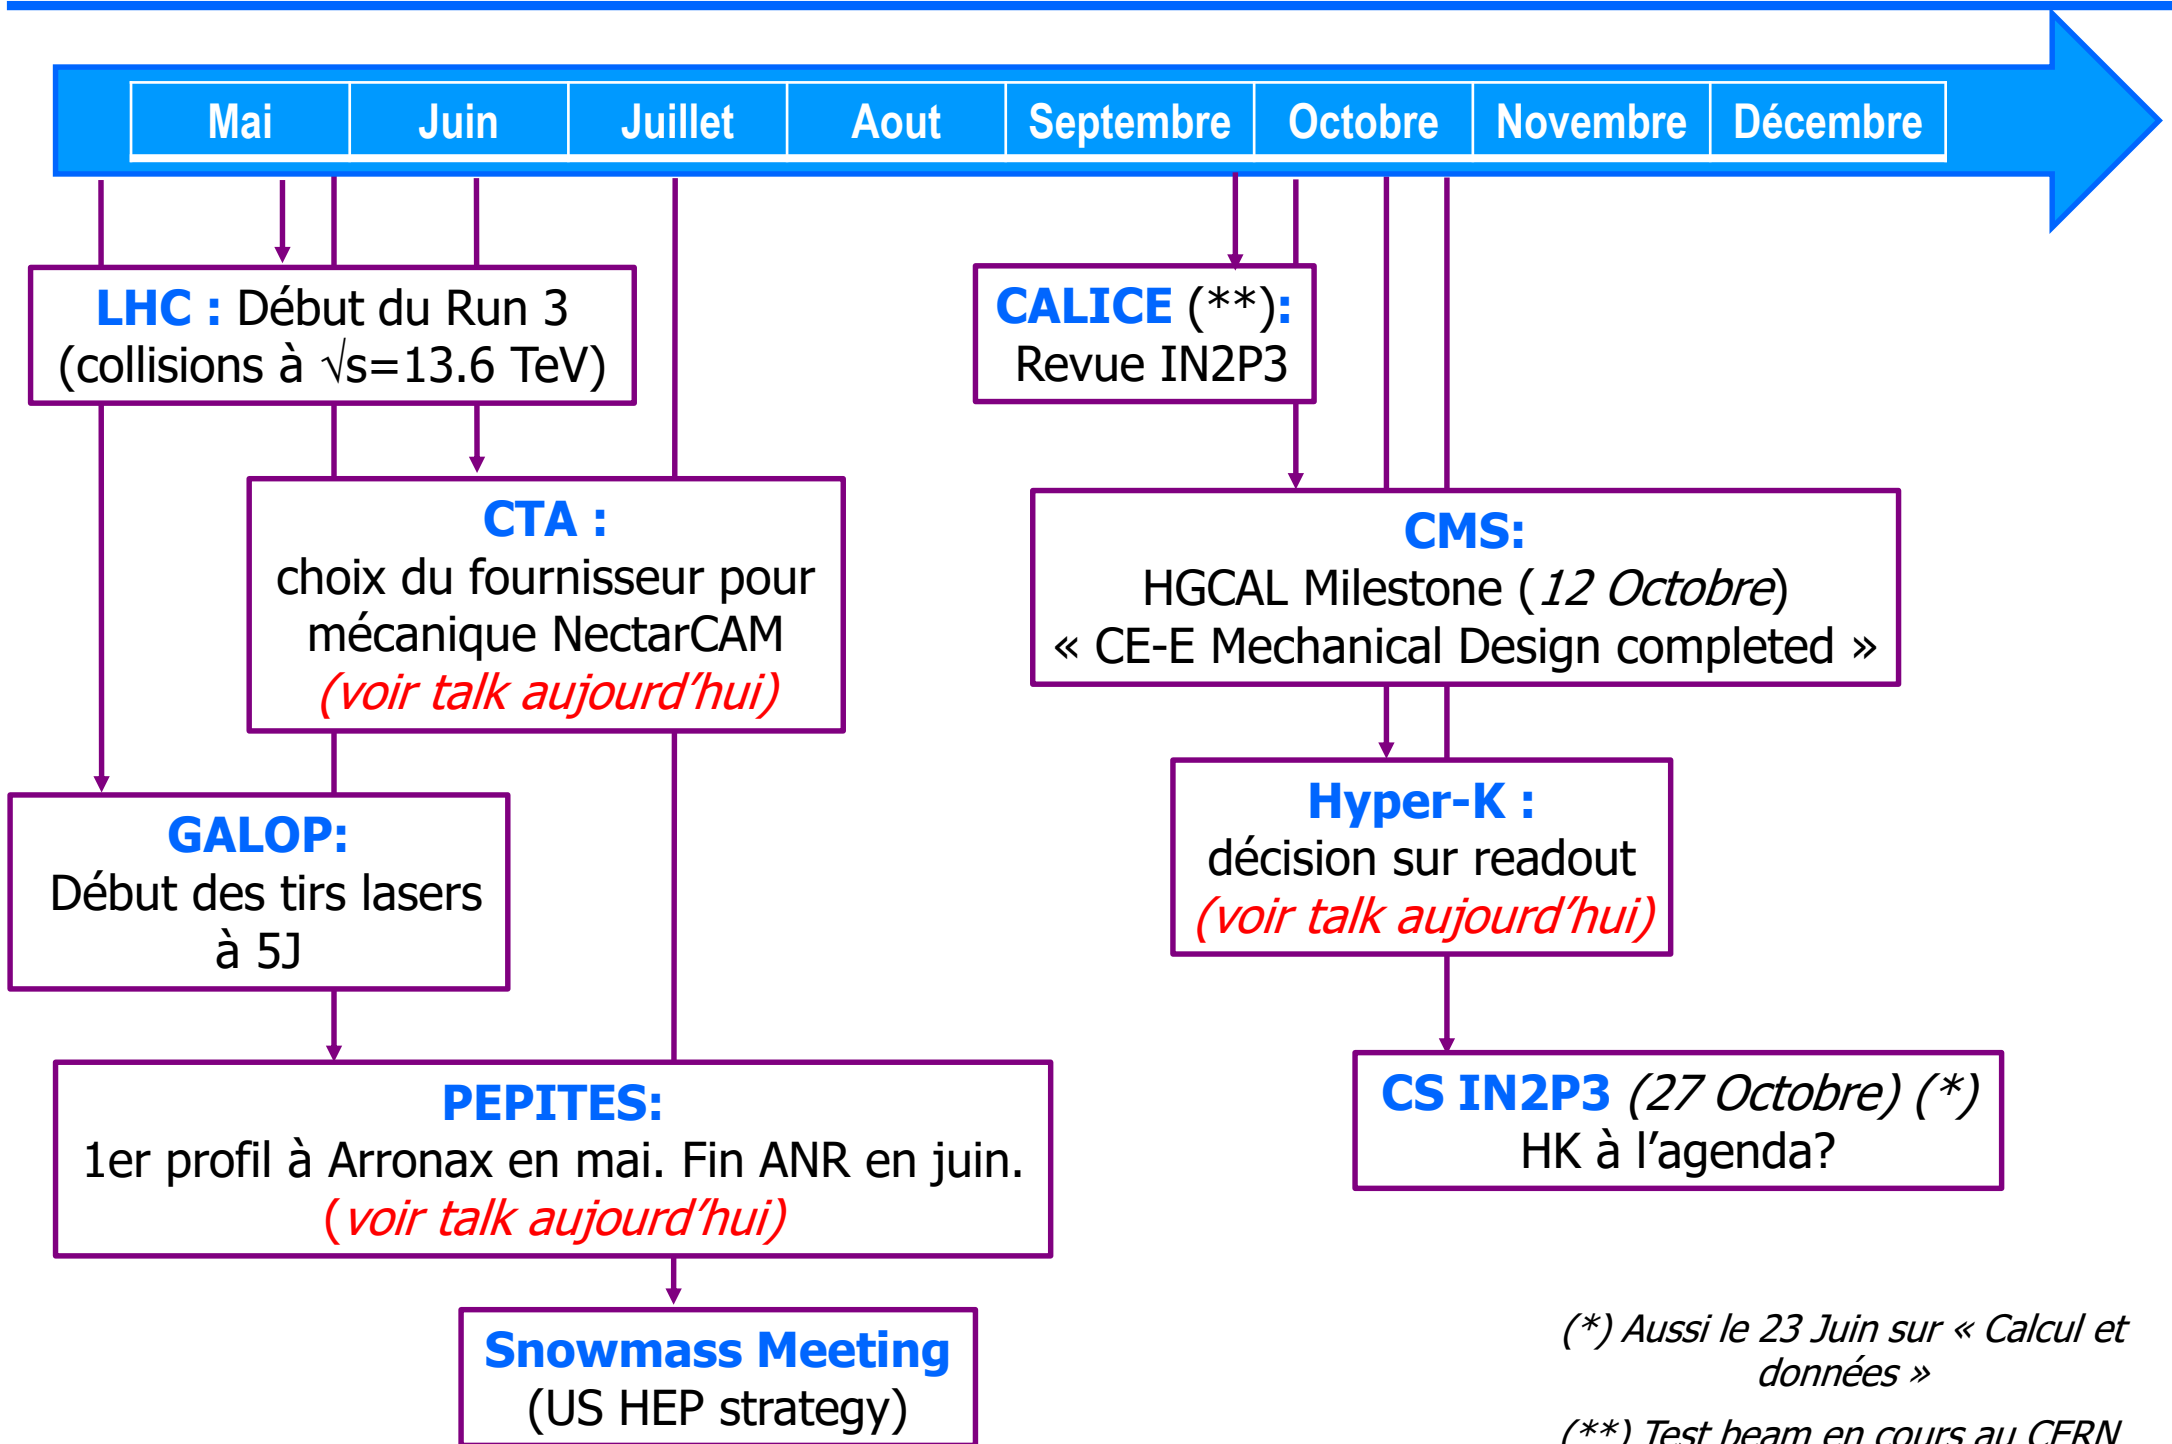 Mai Juin Juillet Aout Septembre Octobre Novembre Décembre
LHC : Début du Run 3
(collisions à √s=13.6 TeV)
CALICE (**):
Revue IN2P3
CTA :
choix du fournisseur pour
mécanique NectarCAM
(voir talk aujourd’hui)
CMS:
HGCAL Milestone (12 Octobre)
« CE-E Mechanical Design completed »
GALOP:
Début des tirs lasers
à 5J
Hyper-K :
décision sur readout
(voir talk aujourd’hui)
PEPITES:
1er profil à Arronax en mai. Fin ANR en juin.
(voir talk aujourd’hui)
CS IN2P3 (27 Octobre) (*)
HK à l’agenda?
Snowmass Meeting
(US HEP strategy)
(*) Aussi le 23 Juin sur « Calcul et
données »
(**) Test beam en cours au CERN